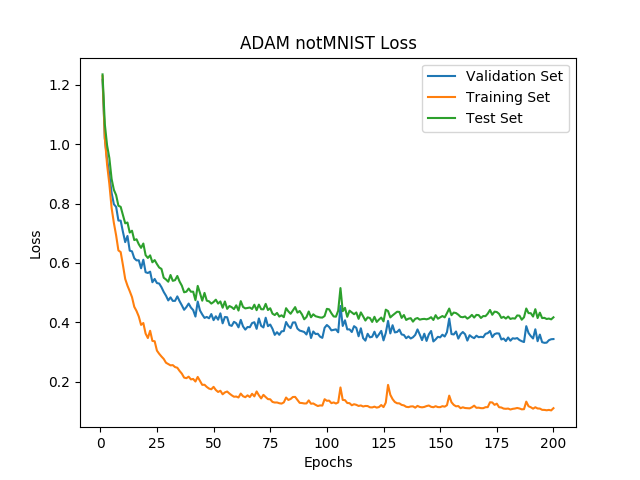 ADAM notMNIST Loss
Validation Set
Training Set
Test Set
1.2
1.0
0.8
0.6
0.4
0.2
Loss
0 25 50 75 100 125 150 175 200
Epochs